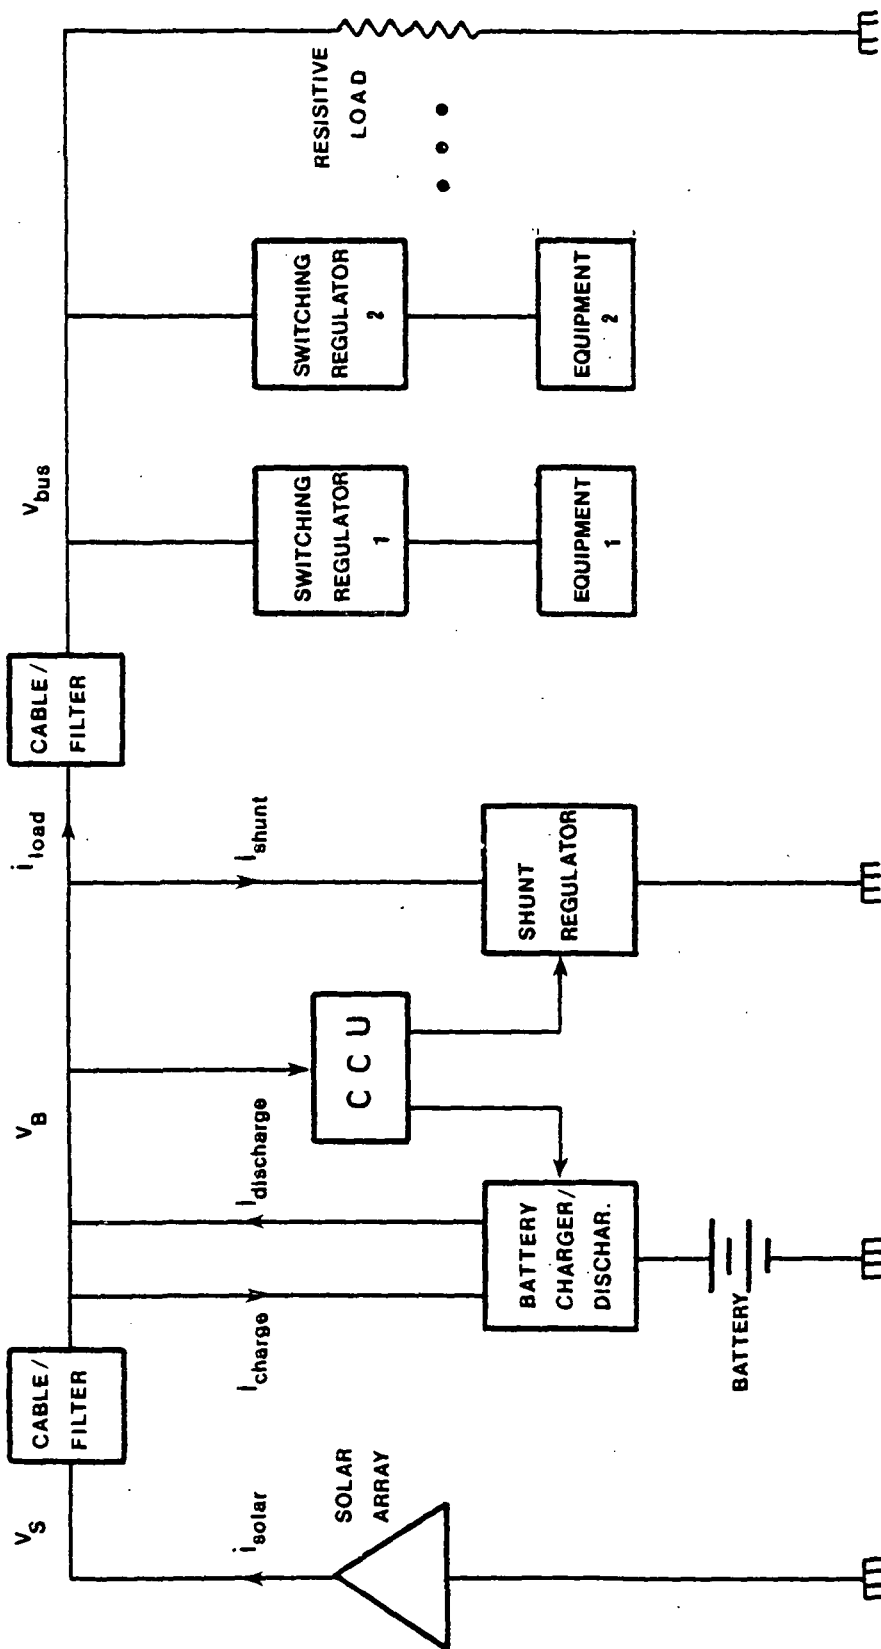 V_S
CABLE/
FILTER
V_B
i_load
CABLE/
FILTER
V_bus
i_solar
SOLAR
ARRAY
i_charge
i_discharge
C C U
i_shunt
BATTERY
CHARGER/
DISCHAR.
BATTERY
SHUNT
REGULATOR
SWITCHING
REGULATOR
1
EQUIPMENT
1
SWITCHING
REGULATOR
2
EQUIPMENT
2
RESISITIVE
LOAD